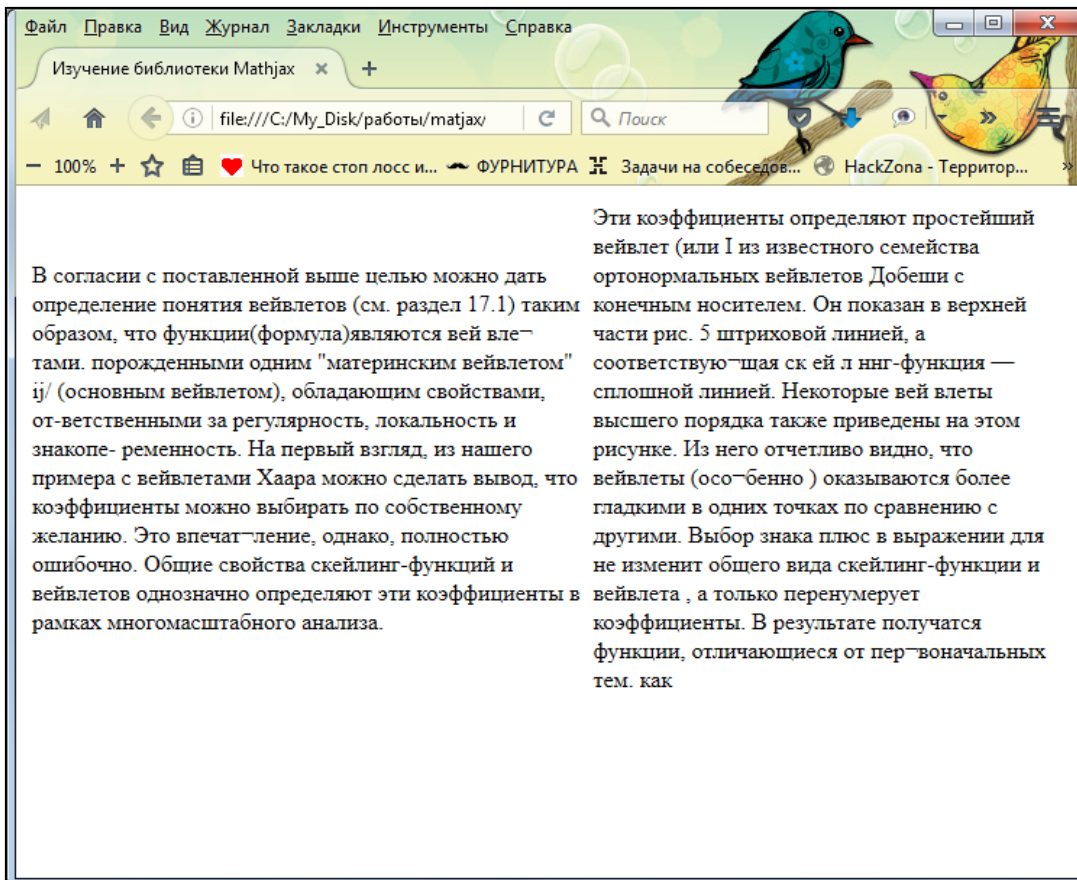 Файл Правка Вид Журнал Закладки Инструменты Справка
Изучение библиотеки Mathjax × +
file:///C:/My_Disk/работы/matjax/ Поиск
− 100% + Что такое стоп лосс и... ФУРНИТУРА Задачи на собеседов... HackZona - Территор... »
В согласии с поставленной выше целью можно дать
определение понятия вейвлетов (см. раздел 17.1) таким
образом, что функции(формула)являются вей вле¬
тами. порожденными одним "материнским вейвлетом"
ij/ (основным вейвлетом), обладающим свойствами,
от-ветственными за регулярность, локальность и
знакопе- ременность. На первый взгляд, из нашего
примера с вейвлетами Хаара можно сделать вывод, что
коэффициенты можно выбирать по собственному
желанию. Это впечат¬ление, однако, полностью
ошибочно. Общие свойства скейлинг-функций и
вейвлетов однозначно определяют эти коэффициенты в
рамках многомасштабного анализа.
Эти коэффициенты определяют простейший
вейвлет (или I из известного семейства
ортонормальных вейвлетов Добеши с
конечным носителем. Он показан в верхней
части рис. 5 штриховой линией, а
соответствую¬щая ск ей л ннг-функция —
сплошной линией. Некоторые вей влеты
высшего порядка также приведены на этом
рисунке. Из него отчетливо видно, что
вейвлеты (осо¬бенно ) оказываются более
гладкими в одних точках по сравнению с
другими. Выбор знака плюс в выражении для
не изменит общего вида скейлинг-функции и
вейвлета , а только перенумерует
коэффициенты. В результате получатся
функции, отличающиеся от пер¬воначальных
тем. как